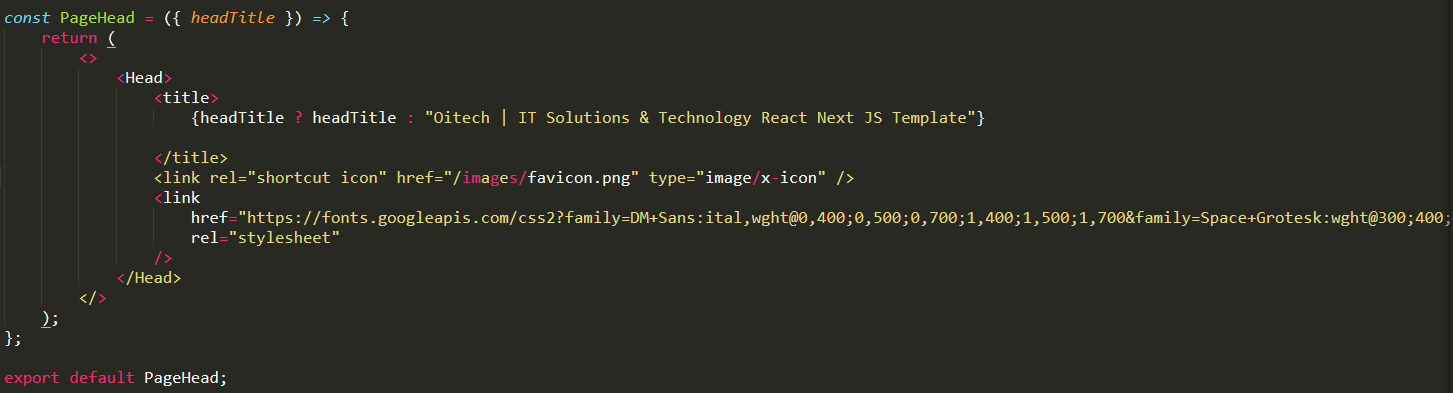 const PageHead = ({ headTitle }) => {
return (
<>
<Head>
<title>
{headTitle ? headTitle : "Oitech | IT Solutions & Technology React Next JS Template"}
</title>
<link rel="shortcut icon" href="/images/favicon.png" type="image/x-icon" />
<link
href="https://fonts.googleapis.com/css2?family=DM+Sans:ital,wght@0,400;0,500;0,700;1,400;1,500;1,700&family=Space+Grotesk:wght@300;400;
rel="stylesheet"
/>
</Head>
</>
);
};
export default PageHead;